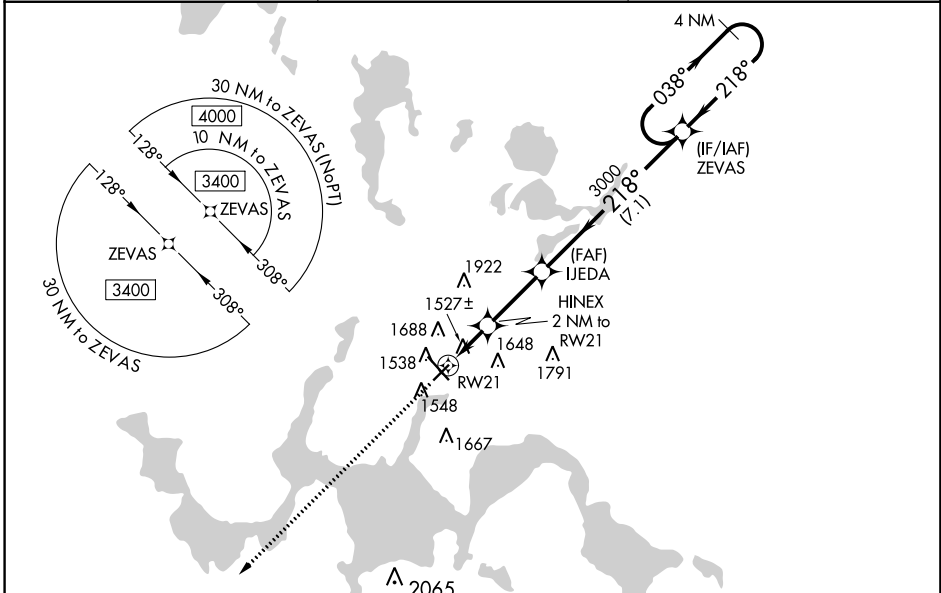 4 NM
038°
218°
(IF/IAF)
ZEVAS
30 NM to ZEVAS (NoPT)
4000
10 NM to ZEVAS
128°
3400
ZEVAS
308°
128°
ZEVAS
3400
308°
30 NM to ZEVAS
3000
218°
(7.1)
(FAF)
IJEDA
1922
HINEX
2 NM to
RW21
1527±
1688
1648
1538
1791
RW21
1548
1667
2065